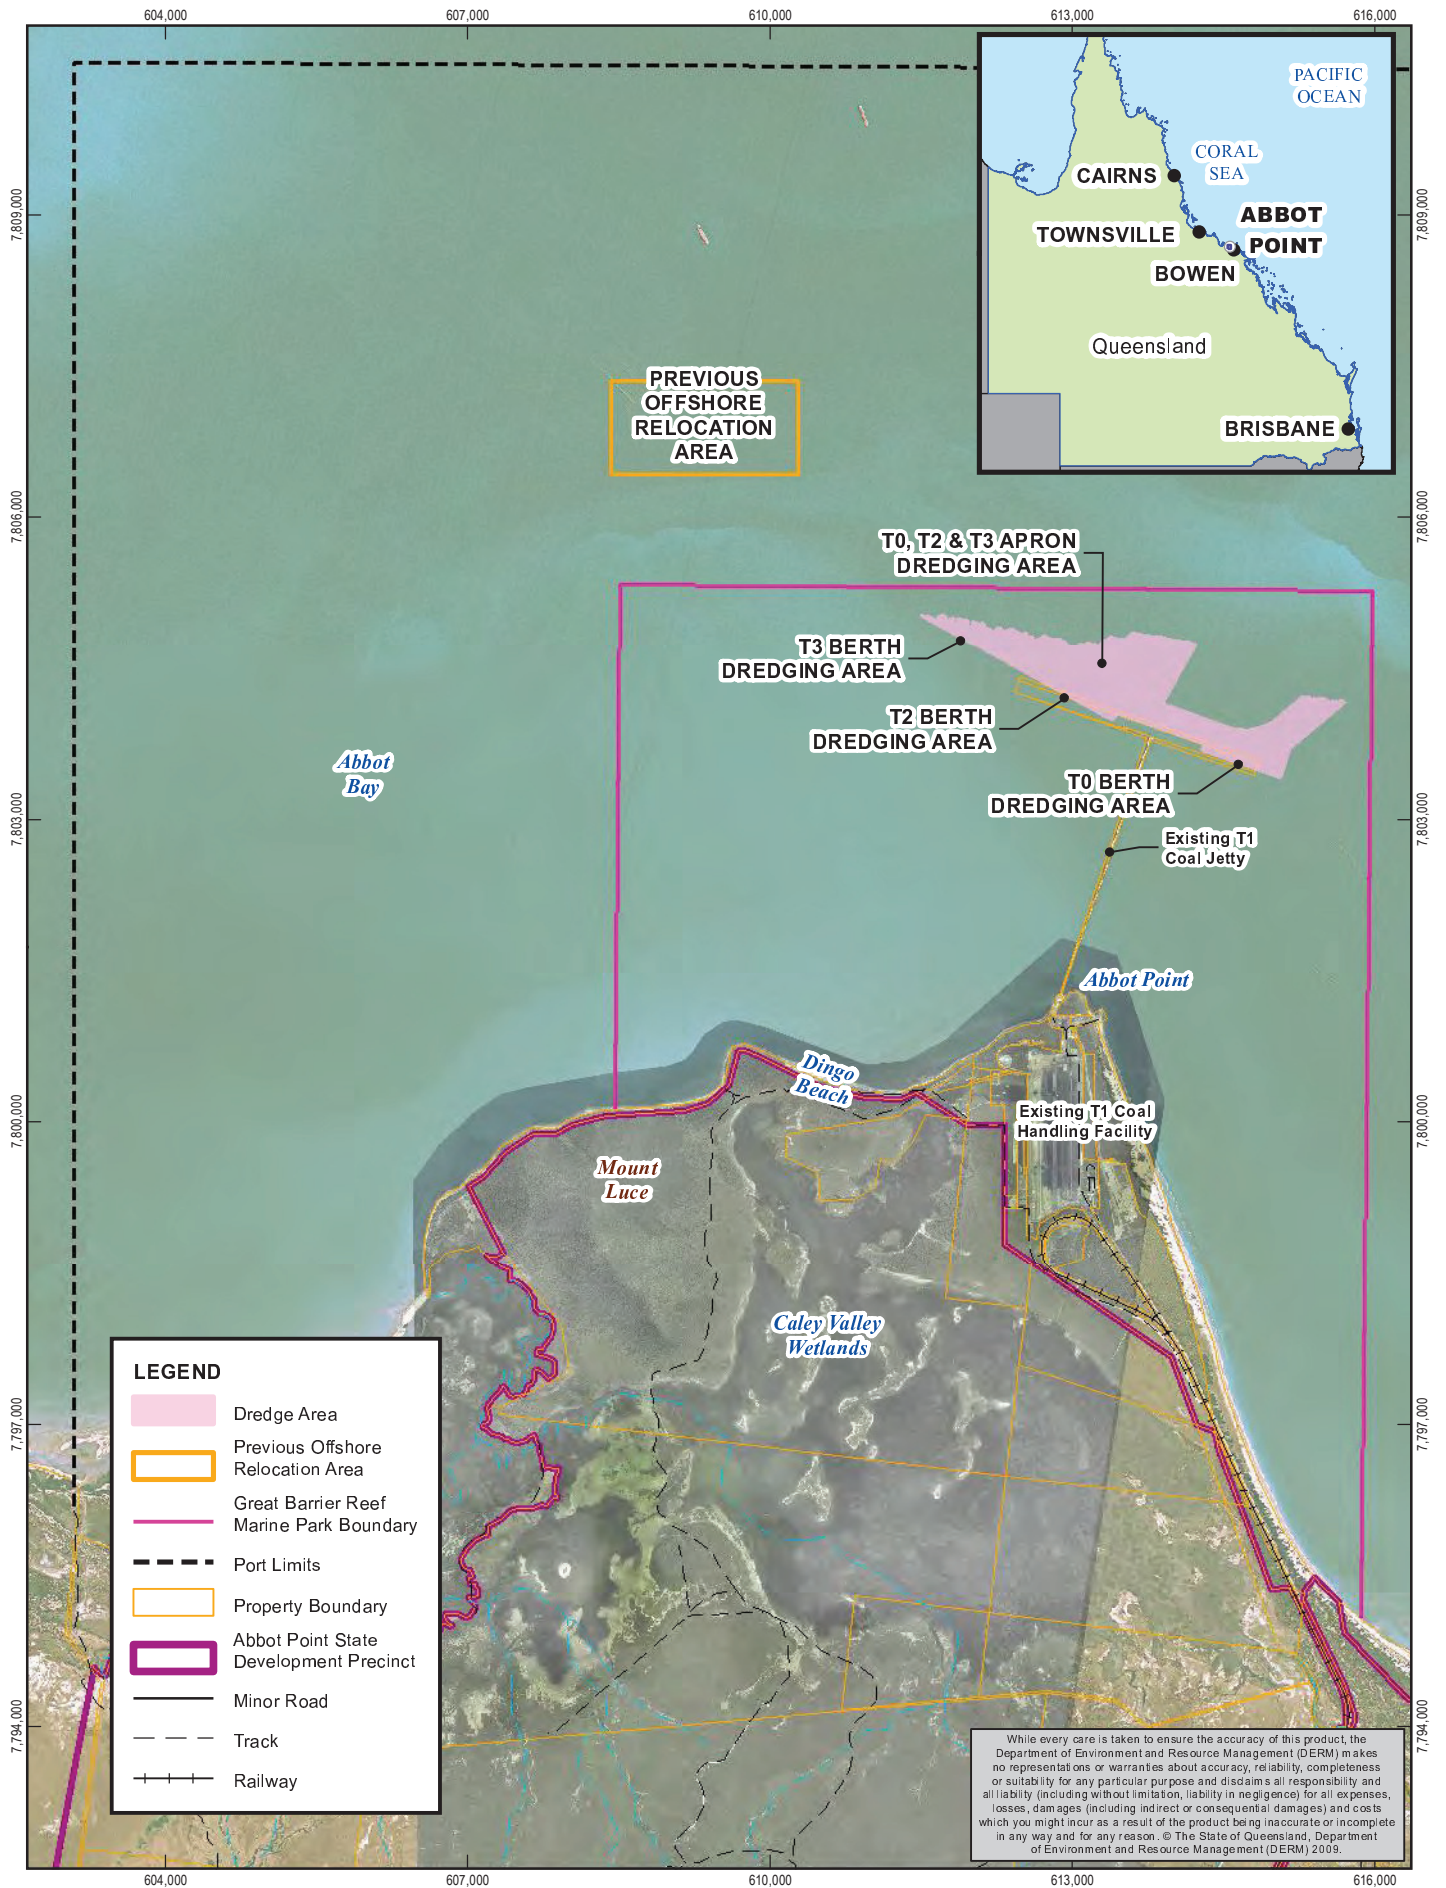 604,000
607,000
610,000
613,000
616,000
PACIFIC
OCEAN
CORAL
SEA
CAIRNS
ABBOT
POINT
TOWNSVILLE
BOWEN
Queensland
BRISBANE
7,809,000
7,809,000
PREVIOUS
OFFSHORE
RELOCATION
AREA
7,806,000
7,806,000
T0, T2 & T3 APRON
DREDGING AREA
T3 BERTH
DREDGING AREA
T2 BERTH
DREDGING AREA
Abbot
Bay
T0 BERTH
DREDGING AREA
7,803,000
7,803,000
Existing T1
Coal Jetty
Abbot Point
Dingo
Beach
7,800,000
7,800,000
Existing T1 Coal
Handling Facility
Mount
Luce
Caley Valley
Wetlands
7,797,000
7,797,000
LEGEND
Dredge Area
Previous Offshore
Relocation Area
Great Barrier Reef
Marine Park Boundary
Port Limits
Property Boundary
Abbot Point State
Development Precinct
Minor Road
Track
Railway
7,794,000
7,794,000
While every care is taken to ensure the accuracy of this product, the
Department of Environment and Resource Management (DERM) makes
no representations or warranties about accuracy, reliability, completeness
or suitability for any particular purpose and disclaims all responsibility and
all liability (including without limitation, liability in negligence) for all expenses,
losses, damages (including indirect or consequential damages) and costs
which you might incur as a result of the product being inaccurate or incomplete
in any way and for any reason. © The State of Queensland, Department
of Environment and Resource Management (DERM) 2009.
604,000
607,000
610,000
613,000
616,000